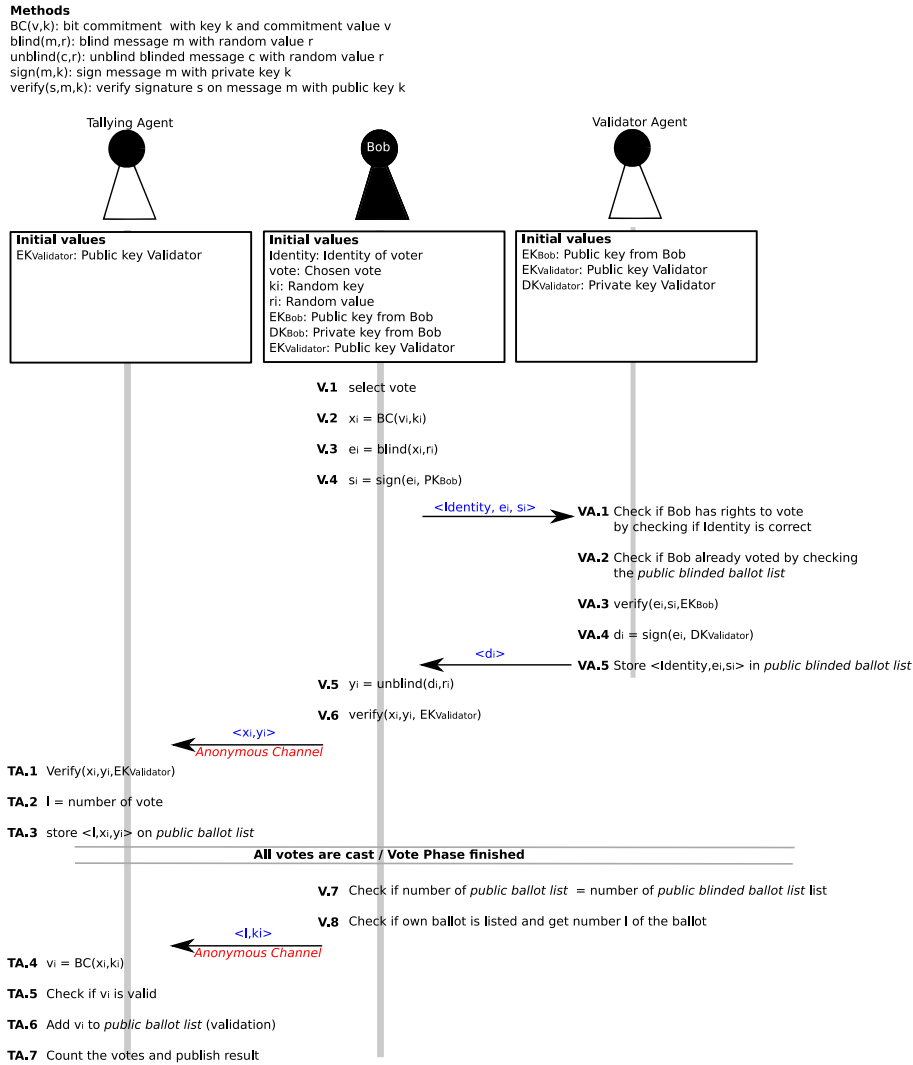 Methods
BC(v,k): bit commitment with key k and commitment value v
blind(m,r): blind message m with random value r
unblind(c,r): unblind blinded message c with random value r
sign(m,k): sign message m with private key k
verify(s,m,k): verify signature s on message m with public key k
Tallying Agent
Bob
Validator Agent
Initial values
EKValidator: Public key Validator
Initial values
Identity: Identity of voter
vote: Chosen vote
ki: Random key
ri: Random value
EKBob: Public key from Bob
DKBob: Private key from Bob
EKValidator: Public key Validator
Initial values
EKBob: Public key from Bob
EKValidator: Public key Validator
DKValidator: Private key Validator
V.1 select vote
V.2 xi = BC(vi,ki)
V.3 ei = blind(xi,ri)
V.4 si = sign(ei, PKBob)
<Identity, ei, si>
VA.1 Check if Bob has rights to vote
by checking if Identity is correct
VA.2 Check if Bob already voted by checking
the public blinded ballot list
VA.3 verify(ei,si,EKBob)
VA.4 di = sign(ei, DKValidator)
<di>
VA.5 Store <Identity,ei,si> in public blinded ballot list
V.5 yi = unblind(di,ri)
V.6 verify(xi,yi, EKValidator)
<xi,yi>
Anonymous Channel
TA.1 Verify(xi,yi,EKValidator)
TA.2 l = number of vote
TA.3 store <l,xi,yi> on public ballot list
All votes are cast / Vote Phase finished
V.7 Check if number of public ballot list = number of public blinded ballot list list
V.8 Check if own ballot is listed and get number l of the ballot
<l,ki>
Anonymous Channel
TA.4 vi = BC(xi,ki)
TA.5 Check if vi is valid
TA.6 Add vi to public ballot list (validation)
TA.7 Count the votes and publish result